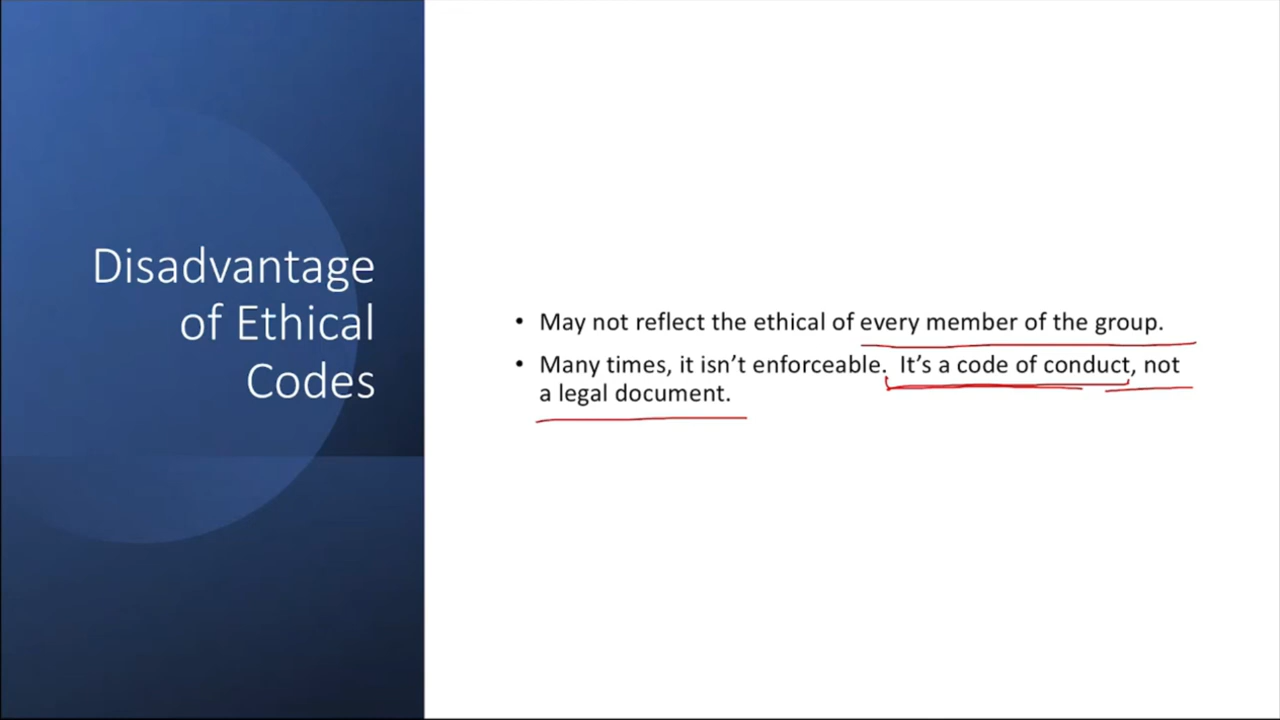 Disadvantage
of Ethical
Codes
• May not reflect the ethical of every member of the group.
• Many times, it isn’t enforceable.  It’s a code of conduct, not
a legal document.